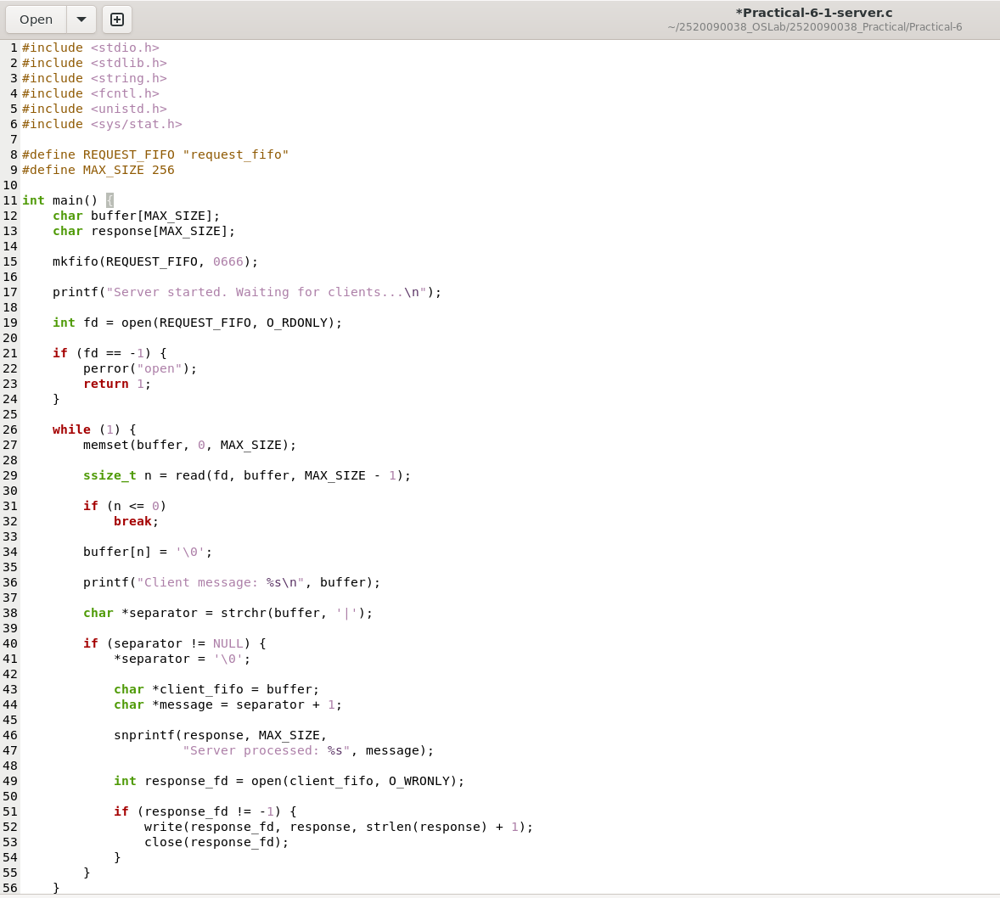 Open
*Practical-6-1-server.c
~/2520090038_OSLab/2520090038_Practical/Practical-6
1 #include <stdio.h>
2 #include <stdlib.h>
3 #include <string.h>
4 #include <fcntl.h>
5 #include <unistd.h>
6 #include <sys/stat.h>
7
8 #define REQUEST_FIFO "request_fifo"
9 #define MAX_SIZE 256
10
11 int main() {
12     char buffer[MAX_SIZE];
13     char response[MAX_SIZE];
14
15     mkfifo(REQUEST_FIFO, 0666);
16
17     printf("Server started. Waiting for clients...\n");
18
19     int fd = open(REQUEST_FIFO, O_RDONLY);
20
21     if (fd == -1) {
22         perror("open");
23         return 1;
24     }
25
26     while (1) {
27         memset(buffer, 0, MAX_SIZE);
28
29         ssize_t n = read(fd, buffer, MAX_SIZE - 1);
30
31         if (n <= 0)
32             break;
33
34         buffer[n] = '\0';
35
36         printf("Client message: %s\n", buffer);
37
38         char *separator = strchr(buffer, '|');
39
40         if (separator != NULL) {
41             *separator = '\0';
42
43             char *client_fifo = buffer;
44             char *message = separator + 1;
45
46             snprintf(response, MAX_SIZE,
47                      "Server processed: %s", message);
48
49             int response_fd = open(client_fifo, O_WRONLY);
50
51             if (response_fd != -1) {
52                 write(response_fd, response, strlen(response) + 1);
53                 close(response_fd);
54             }
55         }
56     }